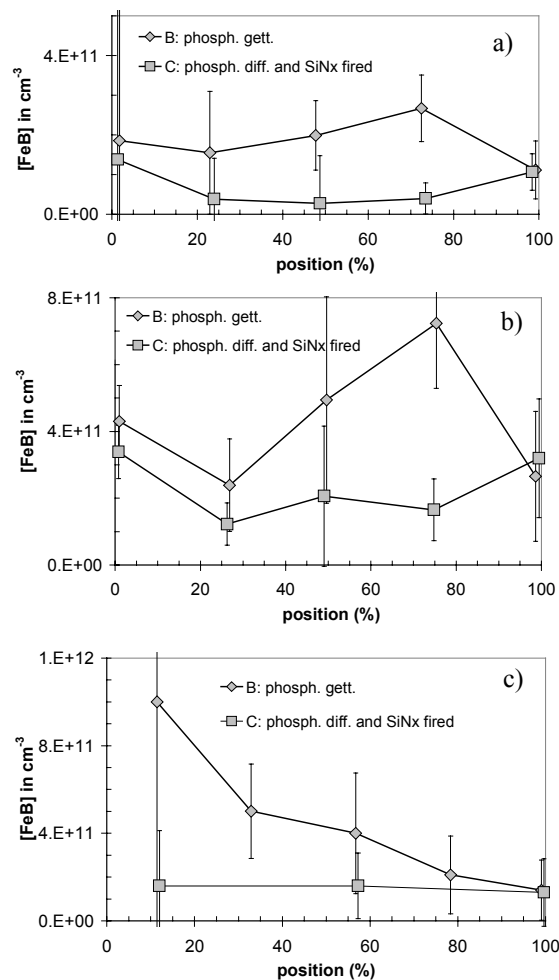 a)
B: phosph. gett.
C: phosph. diff. and SiNx fired
[FeB] in cm-3
4.E+11
0.E+00
0 20 40 60 80 100
position (%)
8.E+11
b)
B: phosph. gett.
C: phosph. diff. and SiNx fired
[FeB] in cm-3
4.E+11
0.E+00
0 20 40 60 80 100
position (%)
1.E+12
c)
B: phosph. gett.
C: phosph. diff. and SiNx fired
[FeB] in cm-3
8.E+11
4.E+11
0.E+00
0 20 40 60 80 100
position (%)